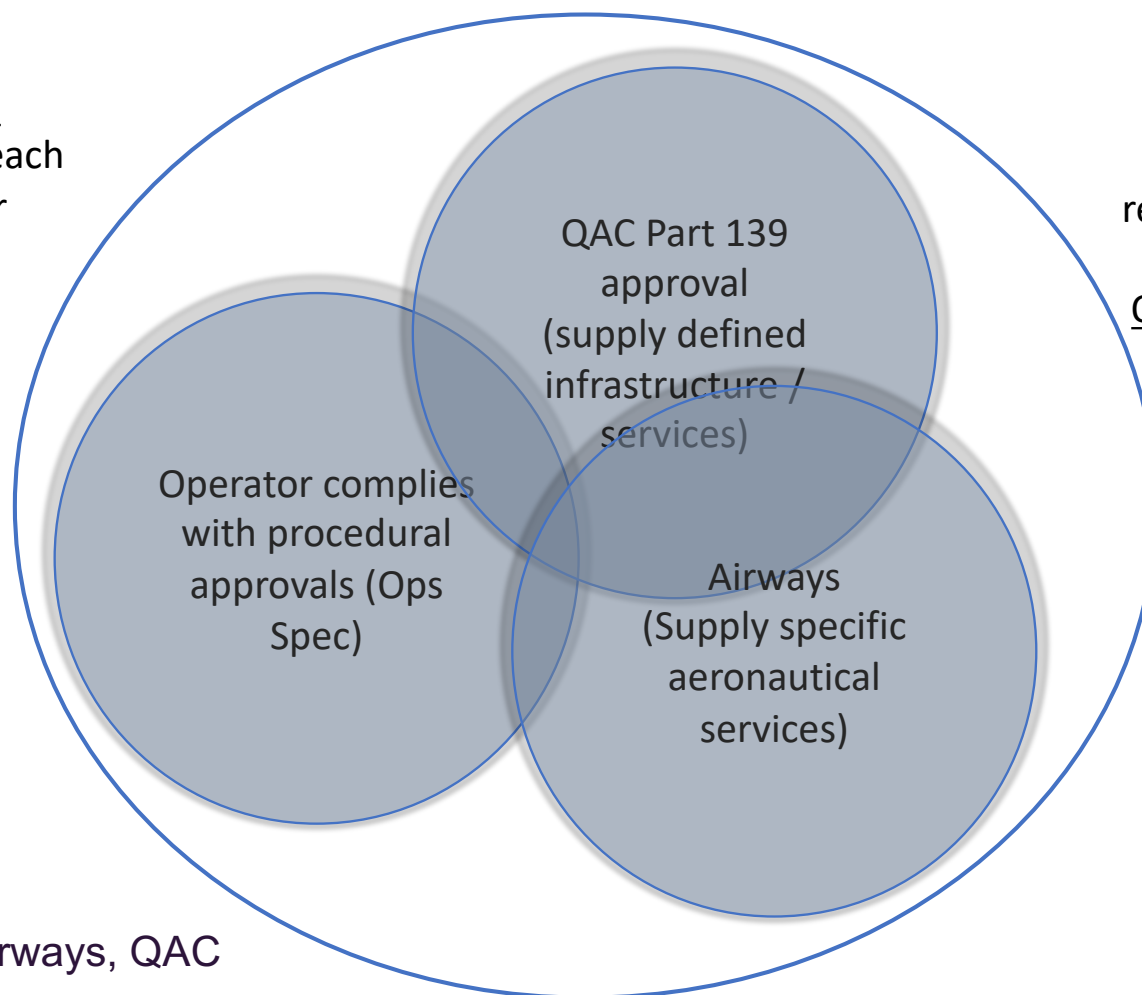 each
r
QAC Part 139
approval
(supply defined
infrastructure /
services)
re
Operator complies
with procedural
approvals (Ops
Spec)
Airways
(Supply specific
aeronautical
services)
rways, QAC